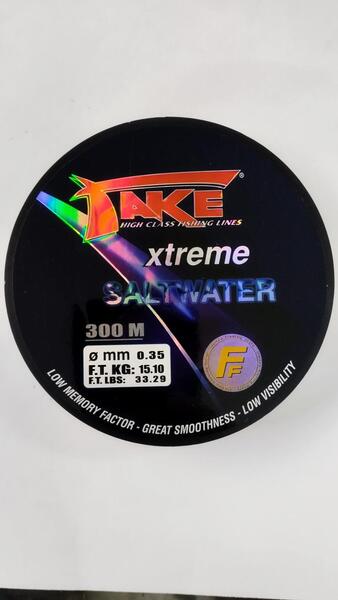 TAKE®
HIGH CLASS FISHING LINES
xtreme
SALTWATER
300 M
ø mm 0.35
F.T. KG: 15.10
F.T. LBS: 33.29
FF
LOW MEMORY FACTOR - GREAT SMOOTHNESS - LOW VISIBILITY